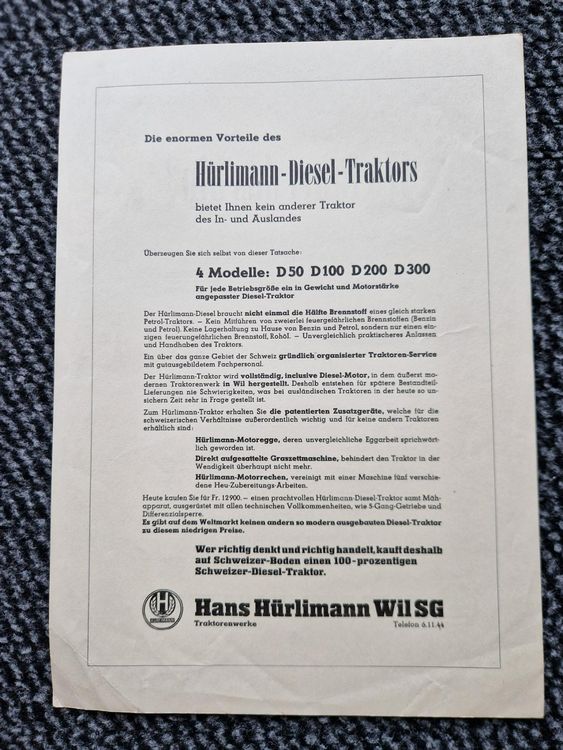 Die enormen Vorteile des
Hürlimann-Diesel-Traktors
bietet Ihnen kein anderer Traktor
des In- und Auslandes
Überzeugen Sie sich selbst von dieser Tatsache:
4 Modelle: D50 D100 D200 D300
Für jede Betriebsgröße ein in Gewicht und Motorstärke
angepasster Diesel-Traktor
Der Hürlimann-Diesel braucht nicht einmal die Hälfte Brennstoff eines gleich starken
Petrol-Traktors. — Kein Mitführen von zweierlei feuergefährlichen Brennstoffen (Benzin
und Petrol). Keine Lagerhaltung zu Hause von Benzin und Petrol, sondern nur einen ein-
zigen feuerungefährlichen Brennstoff, Rohöl. — Unvergleichlich praktischeres Anlassen
und Handhaben des Traktors.
Ein über das ganze Gebiet der Schweiz gründlich organisierter Traktoren-Service
mit gutausgebildetem Fachpersonal.
Der Hürlimann-Traktor wird vollständig, inclusive Diesel-Motor, in dem äußerst mo-
dernen Traktorenwerk in Wil hergestellt. Deshalb entstehen für spätere Bestandteil-
Lieferungen nie Schwierigkeiten, was bei ausländischen Traktoren in der heute so un-
sichern Zeit sehr in Frage gestellt ist.
Zum Hürlimann-Traktor erhalten Sie die patentierten Zusatzgeräte, welche für die
schweizerischen Verhältnisse außerordentlich wichtig und für keine andern Traktoren
erhältlich sind:
Hürlimann-Motoregge, deren unvergleichliche Eggarbeit sprichwört-
lich geworden ist.
Direkt aufgesattelte Graszettmaschine, behindert den Traktor in der
Wendigkeit überhaupt nicht mehr.
Hürlimann-Motorrechen, vereinigt mit einer Maschine fünf verschie-
dene Heu-Zubereitungs-Arbeiten.
Heute kaufen Sie für Fr. 12900.— einen prachtvollen Hürlimann-Diesel-Traktor samt Mäh-
apparat, ausgerüstet mit allen technischen Vollkommenheiten, wie 5-Gang-Getriebe und
Differenzialsperre.
Es gibt auf dem Weltmarkt keinen andern so modern ausgebauten Diesel-Traktor
zu diesem niedrigen Preise.
Wer richtig denkt und richtig handelt, kauft deshalb
auf Schweizer-Boden einen 100-prozentigen
Schweizer-Diesel-Traktor.
H
HÜRLIMANN
Hans Hürlimann Wil SG
Traktorenwerke Telefon 6.11.44